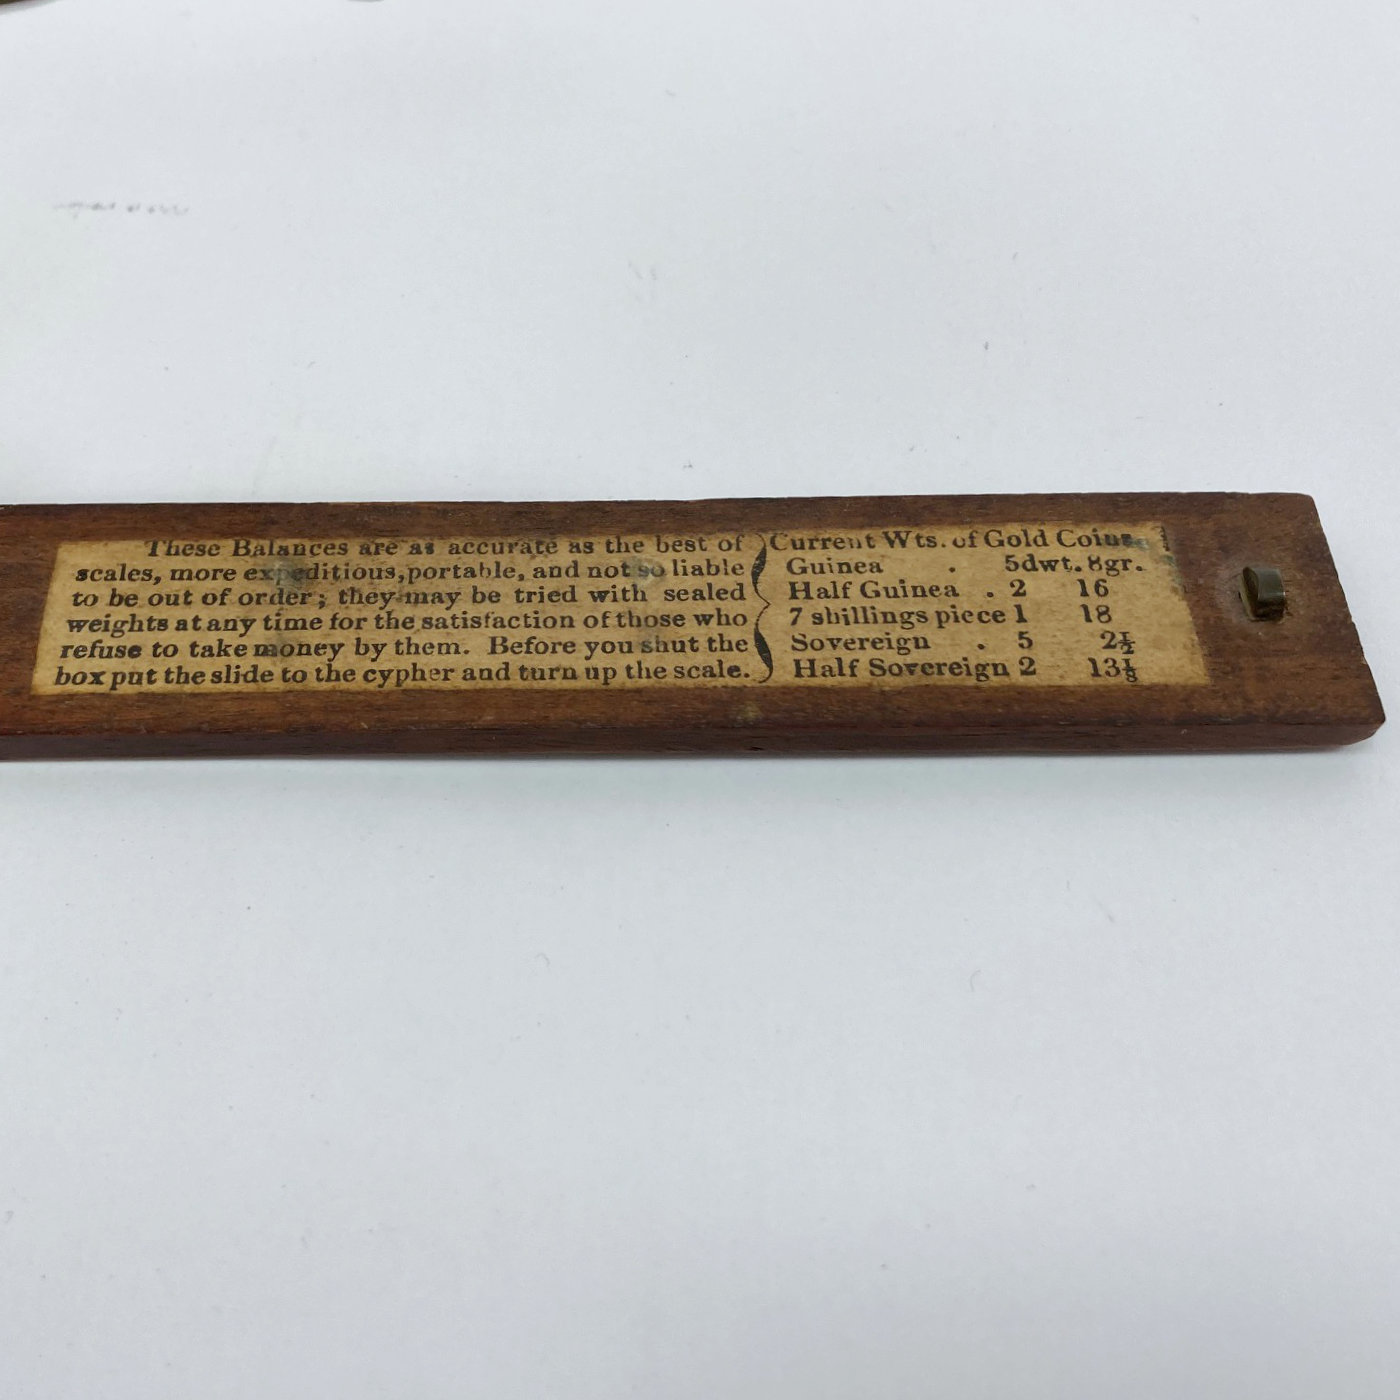 These Balances are as accurate as the best of
scales, more expeditious, portable, and not so liable
to be out of order; they may be tried with sealed
weights at any time for the satisfaction of those who
refuse to take money by them. Before you shut the
box put the slide to the cypher and turn up the scale.
Current Wts. of Gold Coins
Guinea . 5dwt. 8gr.
Half Guinea . 2 16
7 shillings piece 1 18
Sovereign . 5 2½
Half Sovereign 2 13⅛